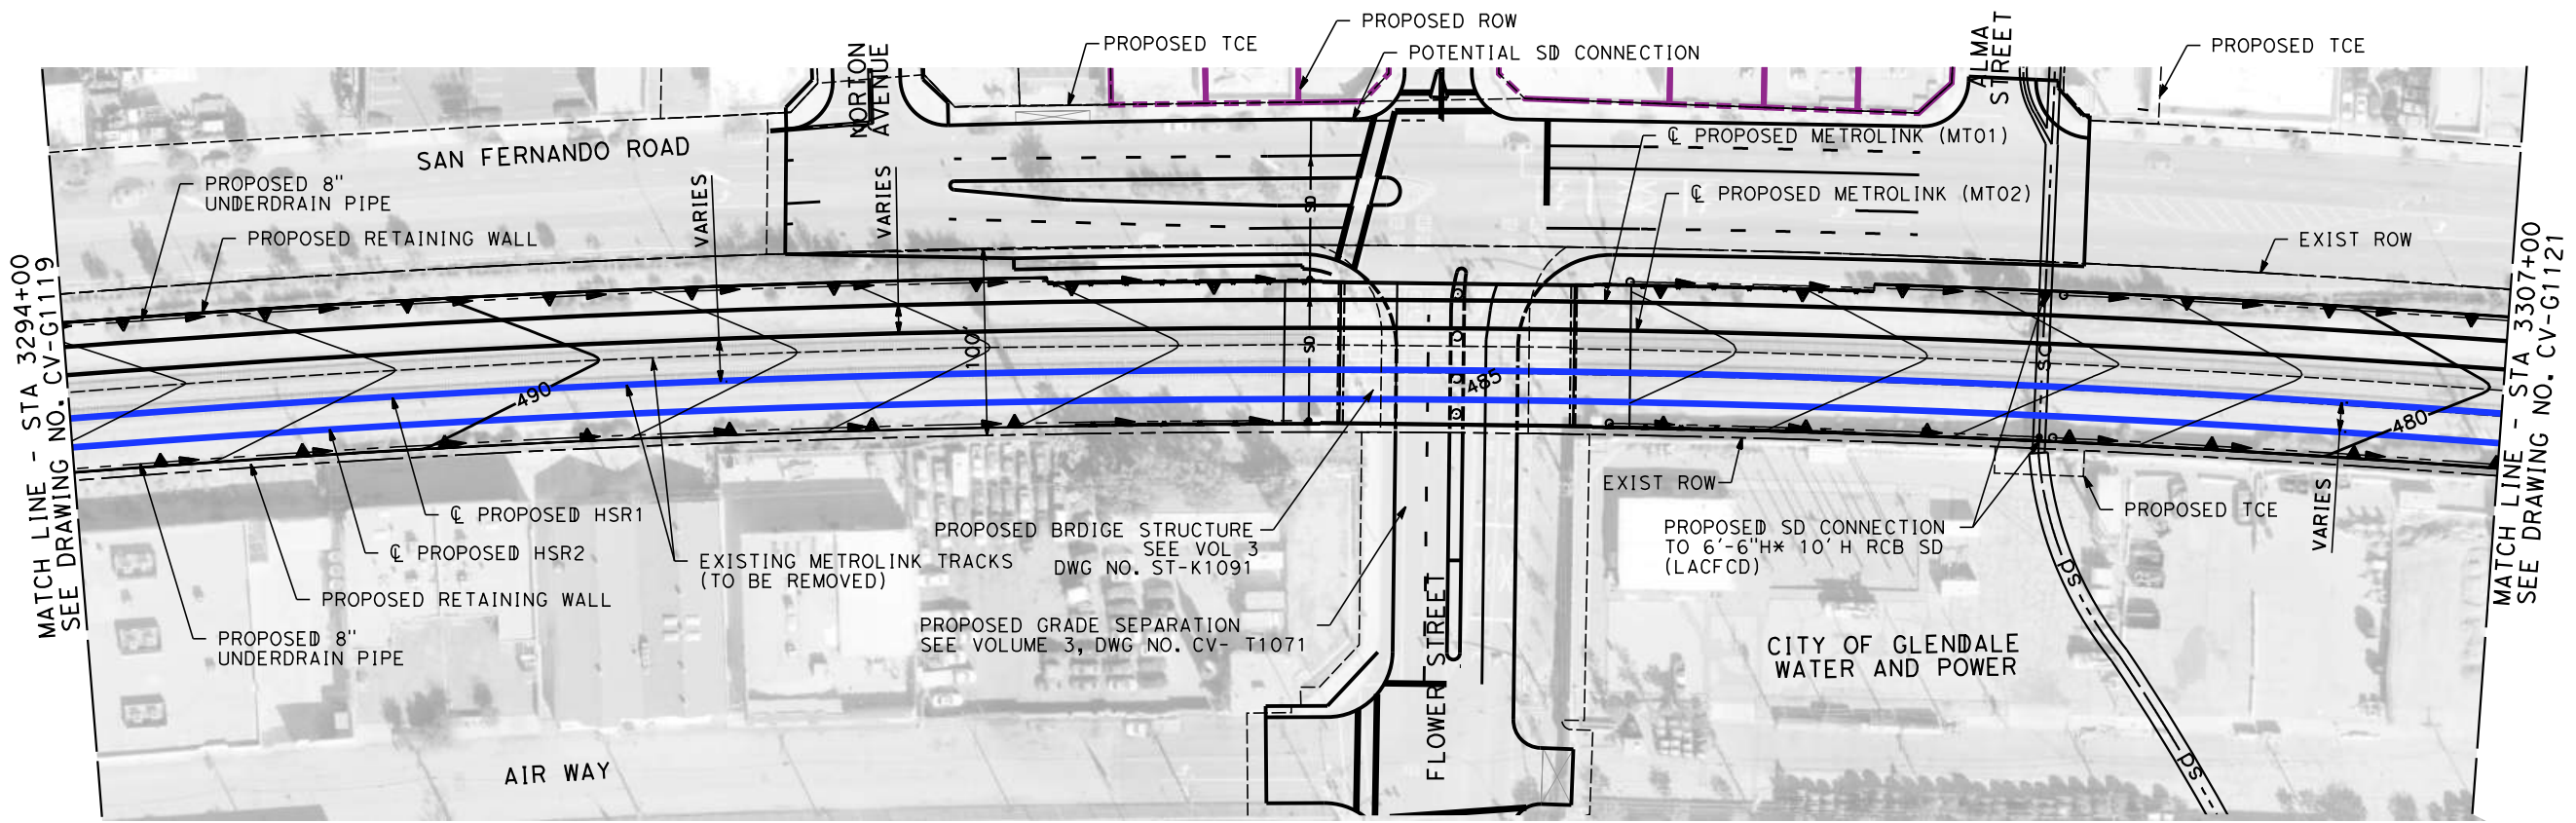 PROPOSED ROW
PROPOSED TCE
POTENTIAL SD CONNECTION
NORTON
AVENUE
ALMA
STREET
PROPOSED TCE
SAN FERNANDO ROAD
℄ PROPOSED METROLINK (MT01)
PROPOSED 8"
UNDERDRAIN PIPE
VARIES
VARIES
SD
℄ PROPOSED METROLINK (MT02)
PROPOSED RETAINING WALL
EXIST ROW
MATCH LINE - STA 3294+00
SEE DRAWING NO. CV-G1119
MATCH LINE - STA 3307+00
SEE DRAWING NO. CV-G1121
100'
SD
SD
490
485
480
EXIST ROW
℄ PROPOSED HSR1
℄ PROPOSED HSR2
EXISTING METROLINK TRACKS
(TO BE REMOVED)
PROPOSED BRDIGE STRUCTURE
SEE VOL 3
DWG NO. ST-K1091
PROPOSED SD CONNECTION
TO 6'-6"H* 10' H RCB SD
(LACFCD)
PROPOSED TCE
VARIES
PROPOSED RETAINING WALL
PROPOSED 8"
UNDERDRAIN PIPE
PROPOSED GRADE SEPARATION
SEE VOLUME 3, DWG NO. CV- T1071
FLOWER STREET
CITY OF GLENDALE
WATER AND POWER
SD
SD
AIR WAY